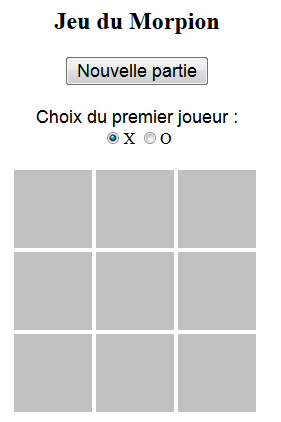 Jeu du Morpion
Nouvelle partie
Choix du premier joueur :
X O